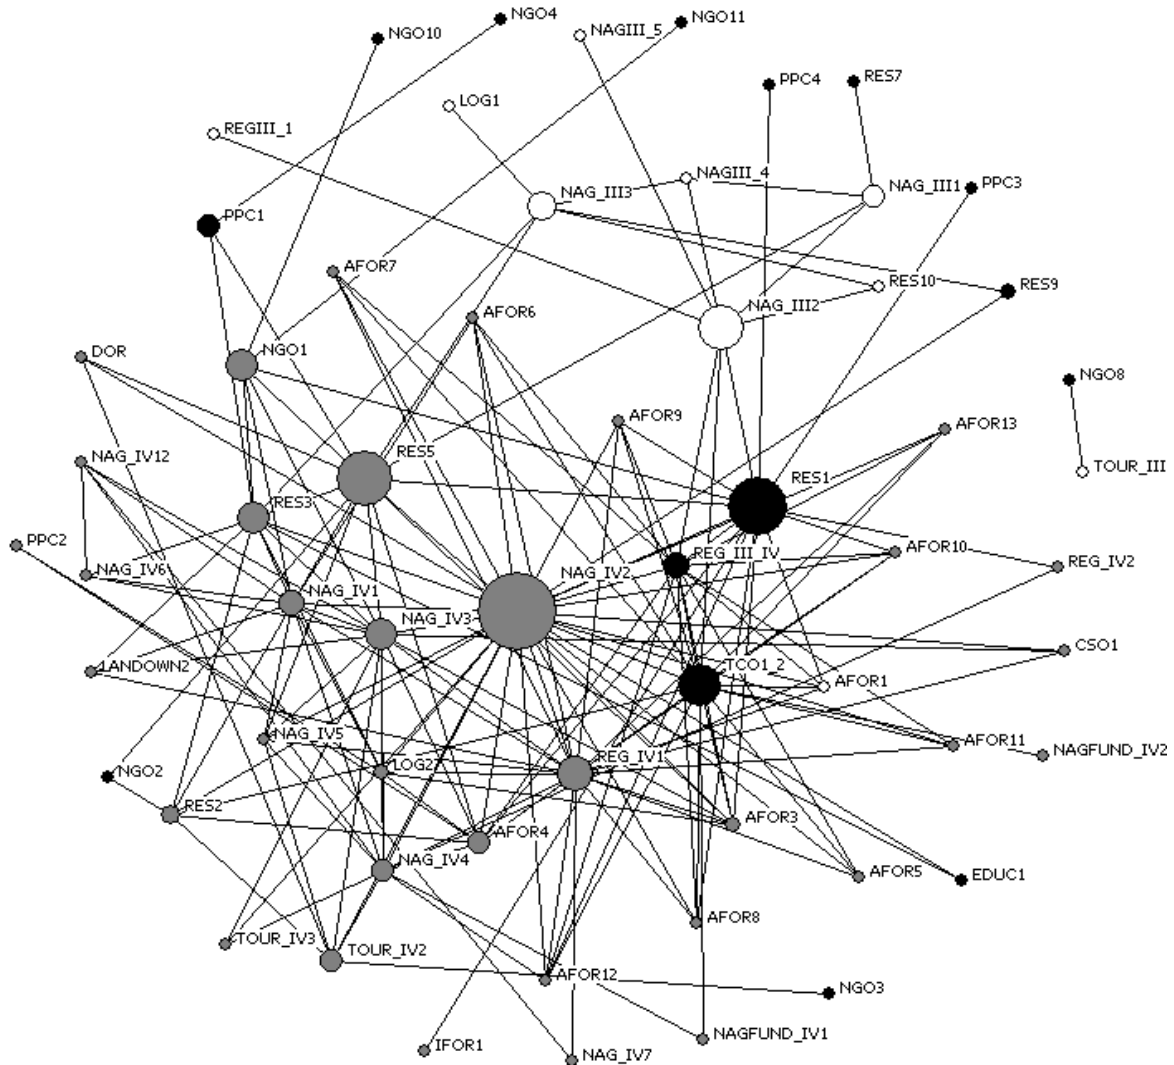 NGO4
NGO11
NAGIII_5
NGO10
PPC4
RES7
LOG1
REGIII_1
NAGIII_4
NAG_III3
NAG_III1
PPC3
PPC1
AFOR7
RES10
RES9
NAG_III2
AFOR6
DOR
NGO1
NGO8
AFOR9
AFOR13
RES5
NAG_IV12
TOUR_III
RES1
RES3
PPC2
AFOR10
REG_III_IV
REG_IV2
NAG_IV6
NAG_IV2
NAG_IV1
NAG_IV3
CSO1
LANDOWN2
TCO1_2
AFOR1
NAG_IV5
AFOR11
NAGFUND_IV2
NGO2
LOG2
REG_IV1
RES2
AFOR3
AFOR4
NAG_IV4
AFOR5
EDUC1
AFOR8
TOUR_IV3
TOUR_IV2
AFOR12
NGO3
NAGFUND_IV1
IFOR1
NAG_IV7